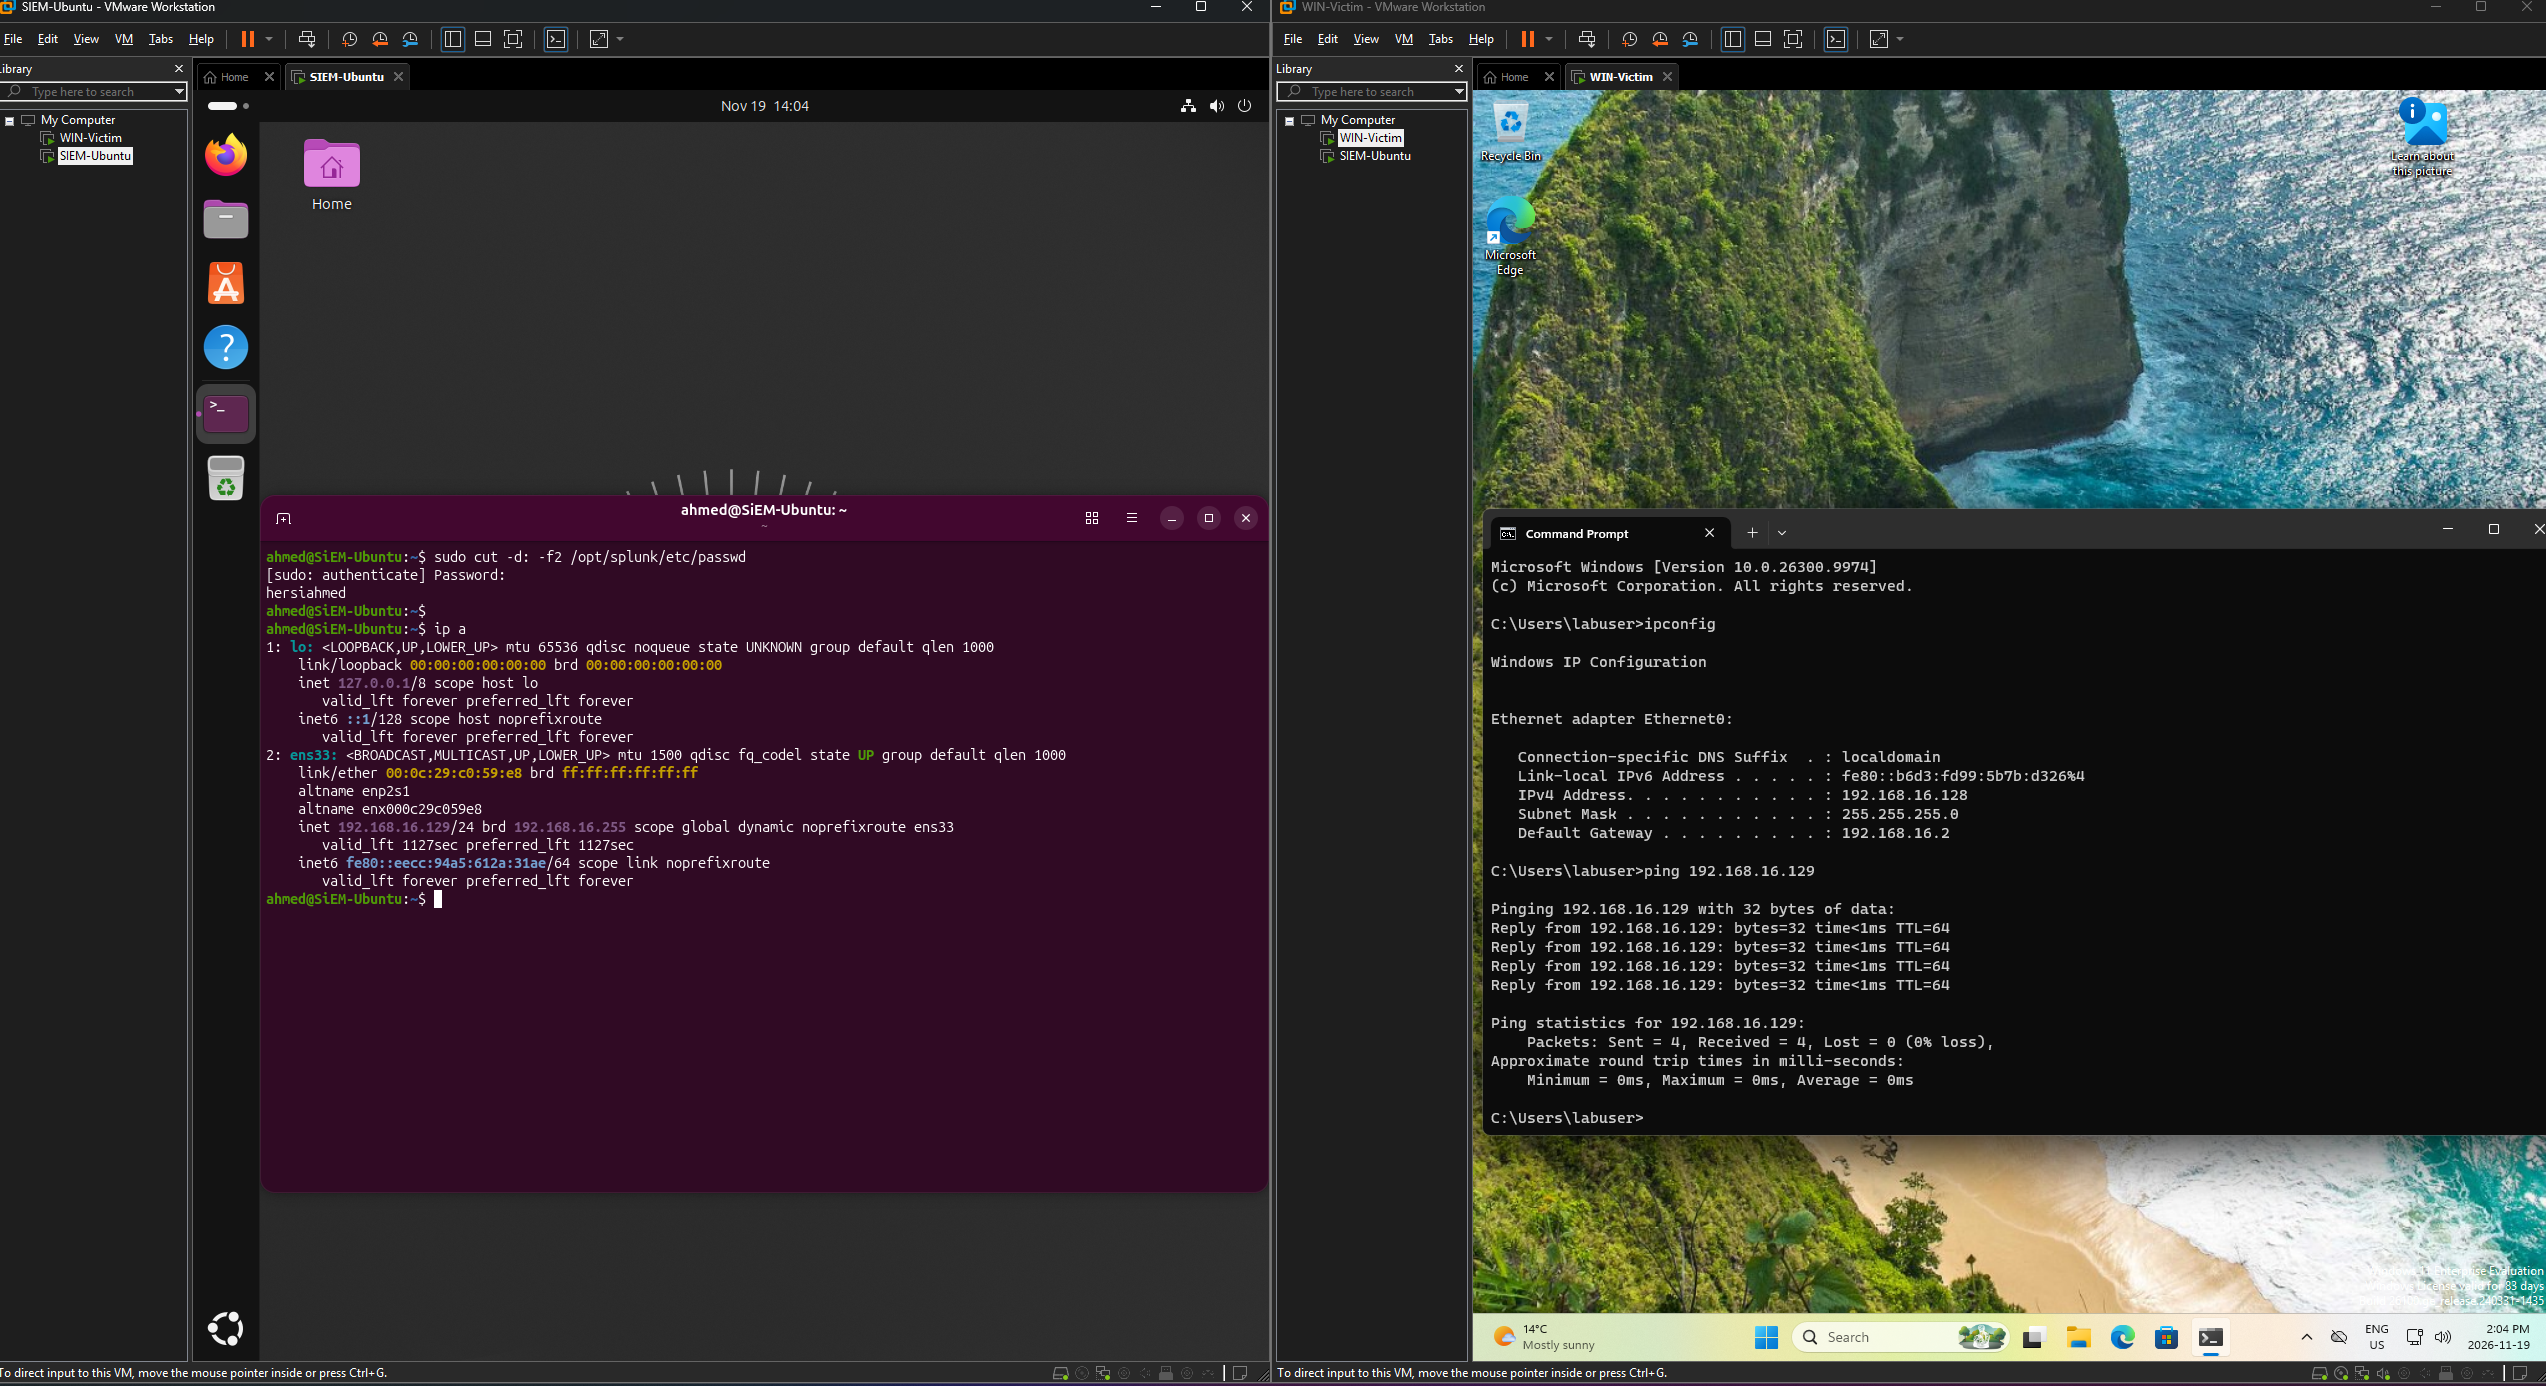 SIEM-Ubuntu - VMware Workstation
File Edit View VM Tabs Help
Library
Type here to search
My Computer
WIN-Victim
SIEM-Ubuntu
Home
SIEM-Ubuntu
Nov 19 14:04
Home
ahmed@SiEM-Ubuntu: ~
~
ahmed@SiEM-Ubuntu:~$ sudo cut -d: -f2 /opt/splunk/etc/passwd
[sudo: authenticate] Password:
hersiahmed
ahmed@SiEM-Ubuntu:~$
ahmed@SiEM-Ubuntu:~$ ip a
1: lo: <LOOPBACK,UP,LOWER_UP> mtu 65536 qdisc noqueue state UNKNOWN group default qlen 1000
link/loopback 00:00:00:00:00:00 brd 00:00:00:00:00:00
inet 127.0.0.1/8 scope host lo
valid_lft forever preferred_lft forever
inet6 ::1/128 scope host noprefixroute
valid_lft forever preferred_lft forever
2: ens33: <BROADCAST,MULTICAST,UP,LOWER_UP> mtu 1500 qdisc fq_codel state UP group default qlen 1000
link/ether 00:0c:29:c0:59:e8 brd ff:ff:ff:ff:ff:ff
altname enp2s1
altname enx000c29c059e8
inet 192.168.16.129/24 brd 192.168.16.255 scope global dynamic noprefixroute ens33
valid_lft 1127sec preferred_lft 1127sec
inet6 fe80::eecc:94a5:612a:31ae/64 scope link noprefixroute
valid_lft forever preferred_lft forever
ahmed@SiEM-Ubuntu:~$
To direct input to this VM, move the mouse pointer inside or press Ctrl+G.
WIN-Victim - VMware Workstation
File Edit View VM Tabs Help
Library
Type here to search
My Computer
WIN-Victim
SIEM-Ubuntu
Home
WIN-Victim
Recycle Bin
Microsoft
Edge
Learn about
this picture
Command Prompt
Microsoft Windows [Version 10.0.26300.9974]
(c) Microsoft Corporation. All rights reserved.
C:\Users\labuser>ipconfig
Windows IP Configuration
Ethernet adapter Ethernet0:
Connection-specific DNS Suffix . : localdomain
Link-local IPv6 Address . . . . . : fe80::b6d3:fd99:5b7b:d326%4
IPv4 Address. . . . . . . . . . . : 192.168.16.128
Subnet Mask . . . . . . . . . . . : 255.255.255.0
Default Gateway . . . . . . . . . : 192.168.16.2
C:\Users\labuser>ping 192.168.16.129
Pinging 192.168.16.129 with 32 bytes of data:
Reply from 192.168.16.129: bytes=32 time<1ms TTL=64
Reply from 192.168.16.129: bytes=32 time<1ms TTL=64
Reply from 192.168.16.129: bytes=32 time<1ms TTL=64
Reply from 192.168.16.129: bytes=32 time<1ms TTL=64
Ping statistics for 192.168.16.129:
Packets: Sent = 4, Received = 4, Lost = 0 (0% loss),
Approximate round trip times in milli-seconds:
Minimum = 0ms, Maximum = 0ms, Average = 0ms
C:\Users\labuser>
Enterprise Evaluation
License valid for 83 days
release.240331-1435
14°C
Mostly sunny
Search
ENG
US
2:04 PM
2026-11-19
To direct input to this VM, move the mouse pointer inside or press Ctrl+G.